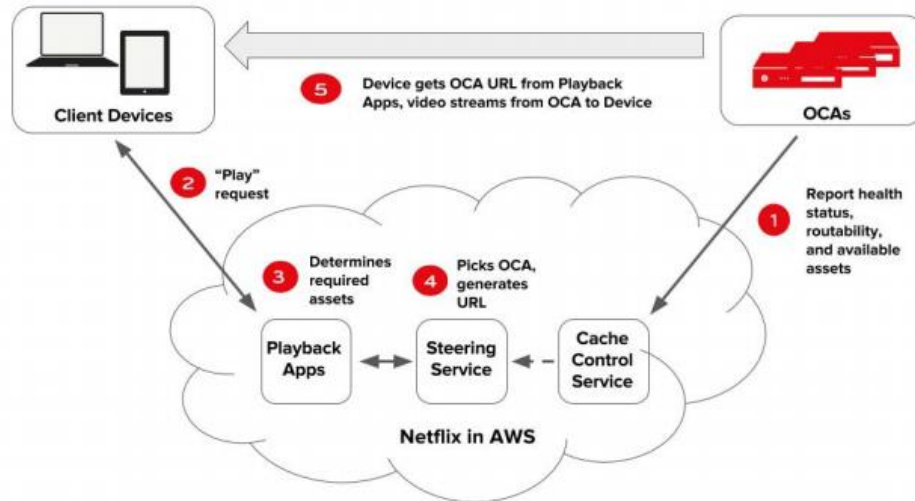 Client Devices
OCAs
5
Device gets OCA URL from Playback
Apps, video streams from OCA to Device
2
“Play”
request
1
Report health
status,
routability,
and available
assets
3
Determines
required
assets
4
Picks OCA,
generates
URL
Playback
Apps
Steering
Service
Cache
Control
Service
Netflix in AWS